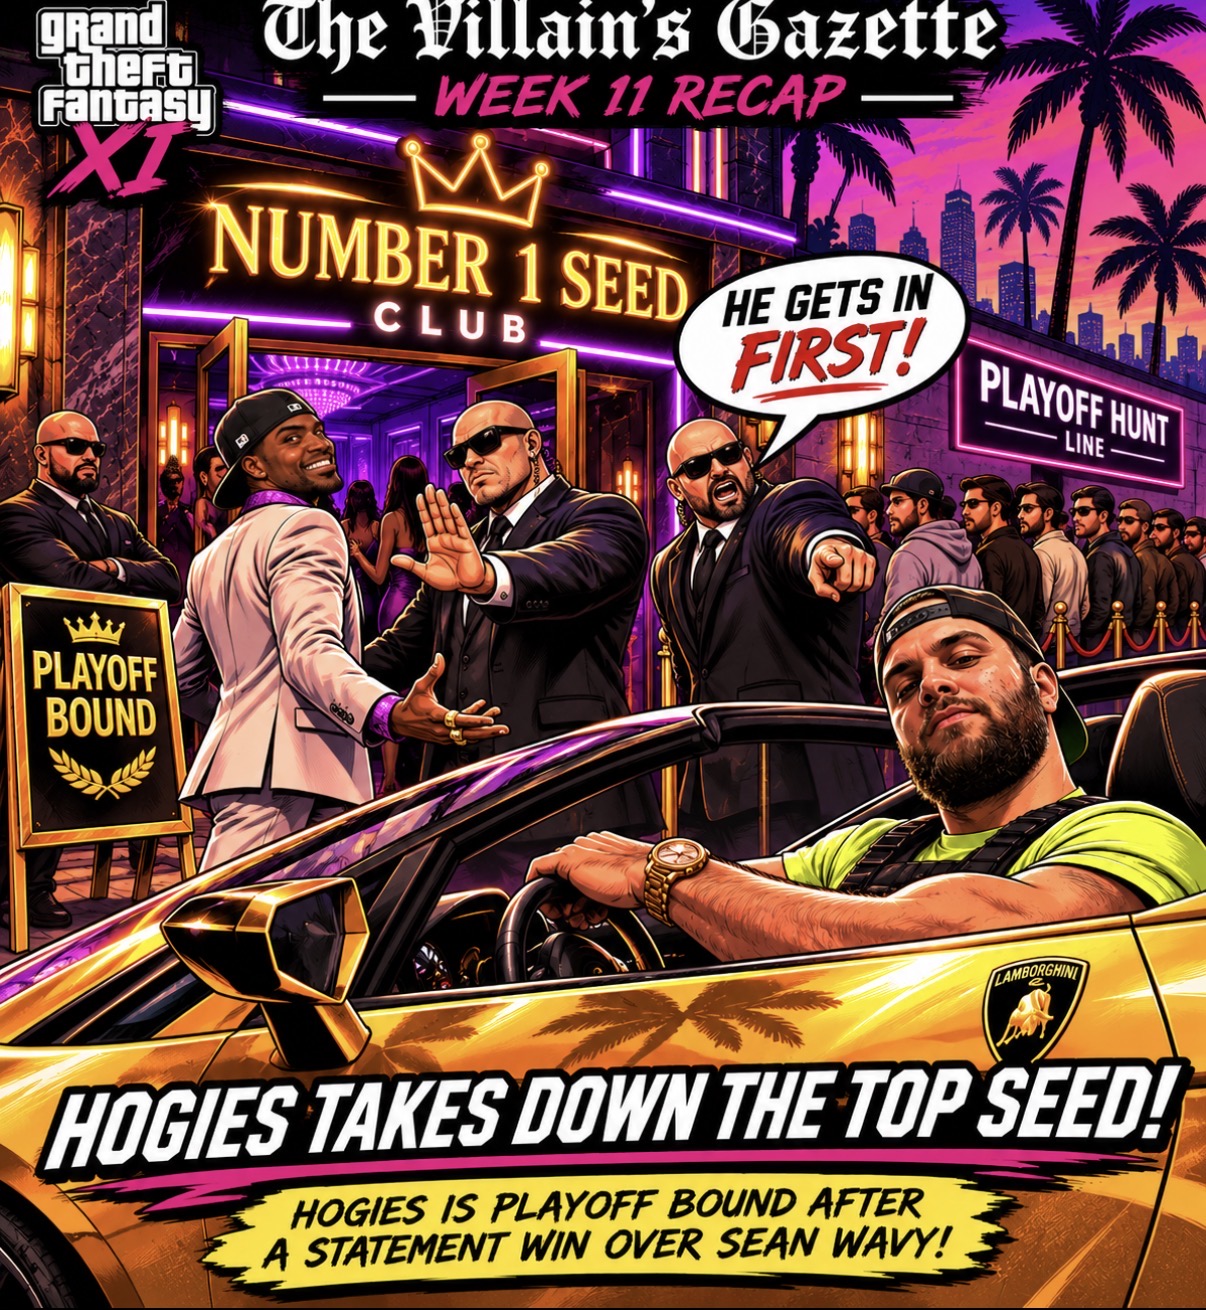 grand
theft
fantasy
XI
The Villain's Gazette
WEEK 11 RECAP
NUMBER 1 SEED
CLUB
HE GETS IN
FIRST!
PLAYOFF HUNT
LINE
PLAYOFF
BOUND
LAMBORGHINI
HOGIES TAKES DOWN THE TOP SEED!
HOGIES IS PLAYOFF BOUND AFTER
A STATEMENT WIN OVER SEAN WAVY!